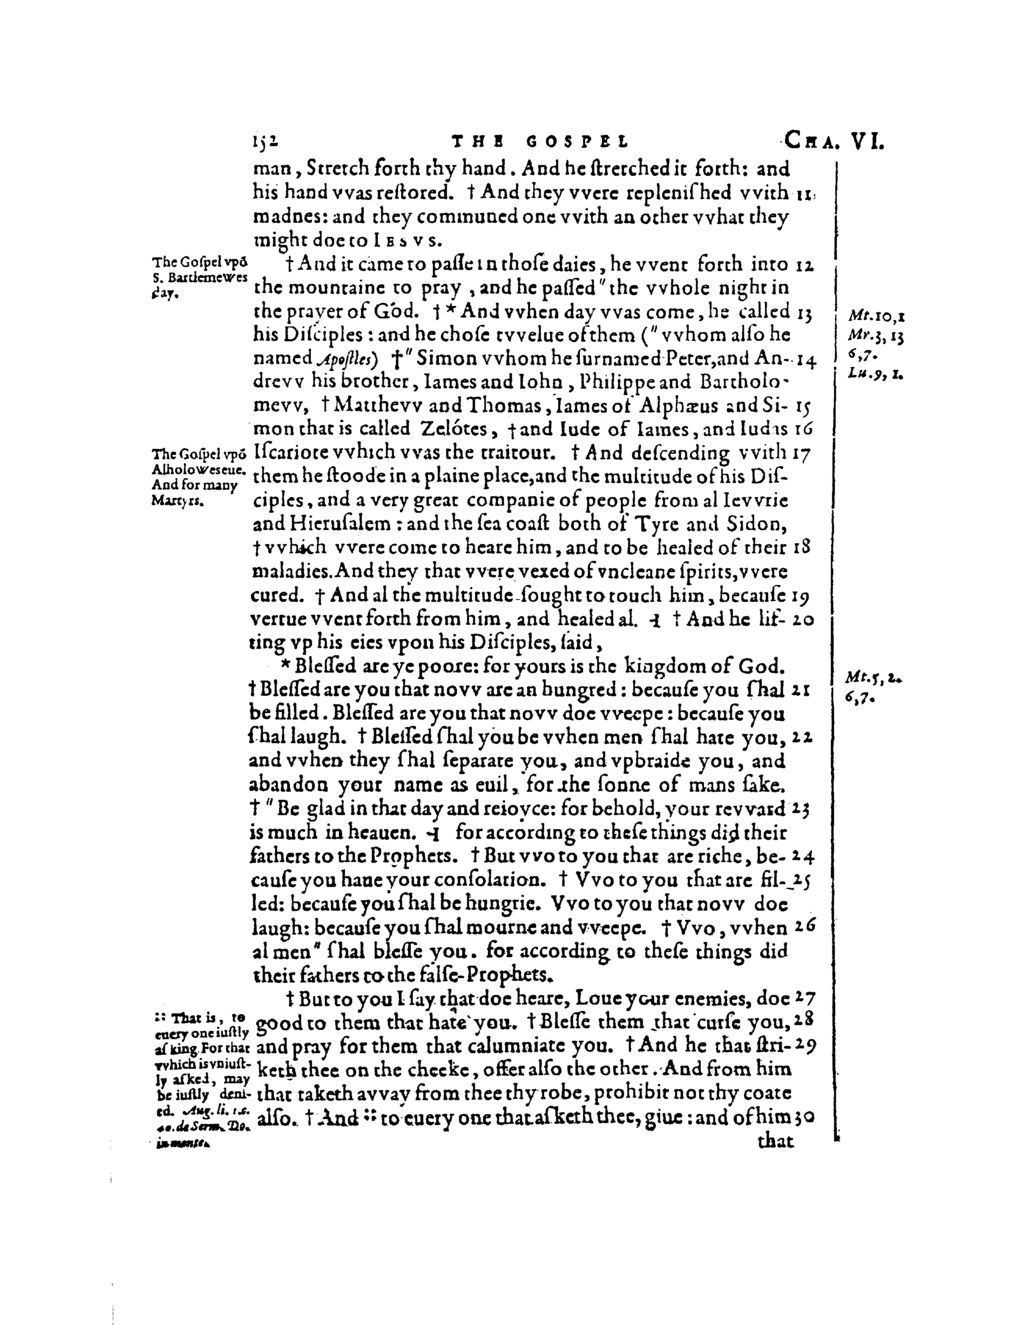 152 THE GOSPEL CHA. VI.
man, Stretch forth thy hand. And he ſtretched it forth: and
his hand vvas reſtored. † And they vvere repleniſhed vvith 11
madnes: and they communed one vvith an other vvhat they
might doe to IESVS.
† And it came to paſſe in thoſe daies, he vvent forth into 12
the mountaine to pray, and he paſſed " the vvhole night in
the prayer of God. † * And vvhen day vvas come, he called 13
his Diſciples: and he choſe tvvelue of them (" vvhom alſo he
named Apoſtles) † " Simon vvhom he ſurnamed Peter, and An- 14
drevv his brother, Iames and Iohn, Philippe and Bartholo-
mevv, † Matthevv and Thomas, Iames of Alphæus and Si- 15
mon that is called Zelótes, † and Iude of Iames, and Iudas 16
Iſcariote vvhich vvas the traitour. † And deſcending vvith 17
them he ſtoode in a plaine place, and the multitude of his Diſ-
ciples, and a very great companie of people from al Ievvrie
and Hieruſalem: and the ſea coaſt both of Tyre and Sidon,
† vvhich vvere come to heare him, and to be healed of their 18
maladies. And they that vvere vexed of vncleane ſpirits, vvere
cured. † And al the multitude ſought to touch him, becauſe 19
vertue vvent forth from him, and healed al. ⊣ † And he lif- 20
ting vp his eies vpon his Diſciples, ſaid,
* Bleſſed are ye poore: for yours is the kingdom of God.
† Bleſſed are you that novv are an hungred: becauſe you ſhal 21
be filled. Bleſſed are you that novv doe vveepe: becauſe you
ſhal laugh. † Bleſſed ſhal you be vvhen men ſhal hate you, 22
and vvhen they ſhal ſeparate you, and vpbraide you, and
abandon your name as euil, for the ſonne of mans ſake.
† " Be glad in that day and reioyce: for behold, your revvard 23
is much in heauen. ⊣ for according to theſe things did their
fathers to the Prophets. † But vvo to you that are riche, be- 24
cauſe you haue your conſolation. † Vvo to you that are fil- 25
led: becauſe you ſhal be hungrie. Vvo to you that novv doe
laugh: becauſe you ſhal mourne and vveepe. † Vvo, vvhen 26
al men " ſhal bleſſe you. for according to theſe things did
their fathers to the falſe-Prophets.
† But to you I ſay that doe heare, Loue your enemies, doe 27
good to them that hate you. † Bleſſe them that curſe you, 28
and pray for them that calumniate you. † And he that ſtri- 29
keth thee on the cheeke, offer alſo the other. And from him
that taketh avvay from thee thy robe, prohibit not thy coate
alſo. † And :: to euery one that aſketh thee, giue: and of him 30
that
The Goſpel vpõ
S. Bartlemewes
day.
The Goſpel vpõ
Alholoweseue.
And for many
Martyrs.
:: That is, to
euery one iuſtly
aſking. For that
vvhich is vniuſt-
ly aſked, may
be iuſtly deni-
ed. Aug. li. 1. c.
40. de Serm. Do.
in monte.
Mt. 10, 1
Mr. 3, 13
6, 7.
Lu. 9, 1.
Mt. 5, 2.
6, 7.